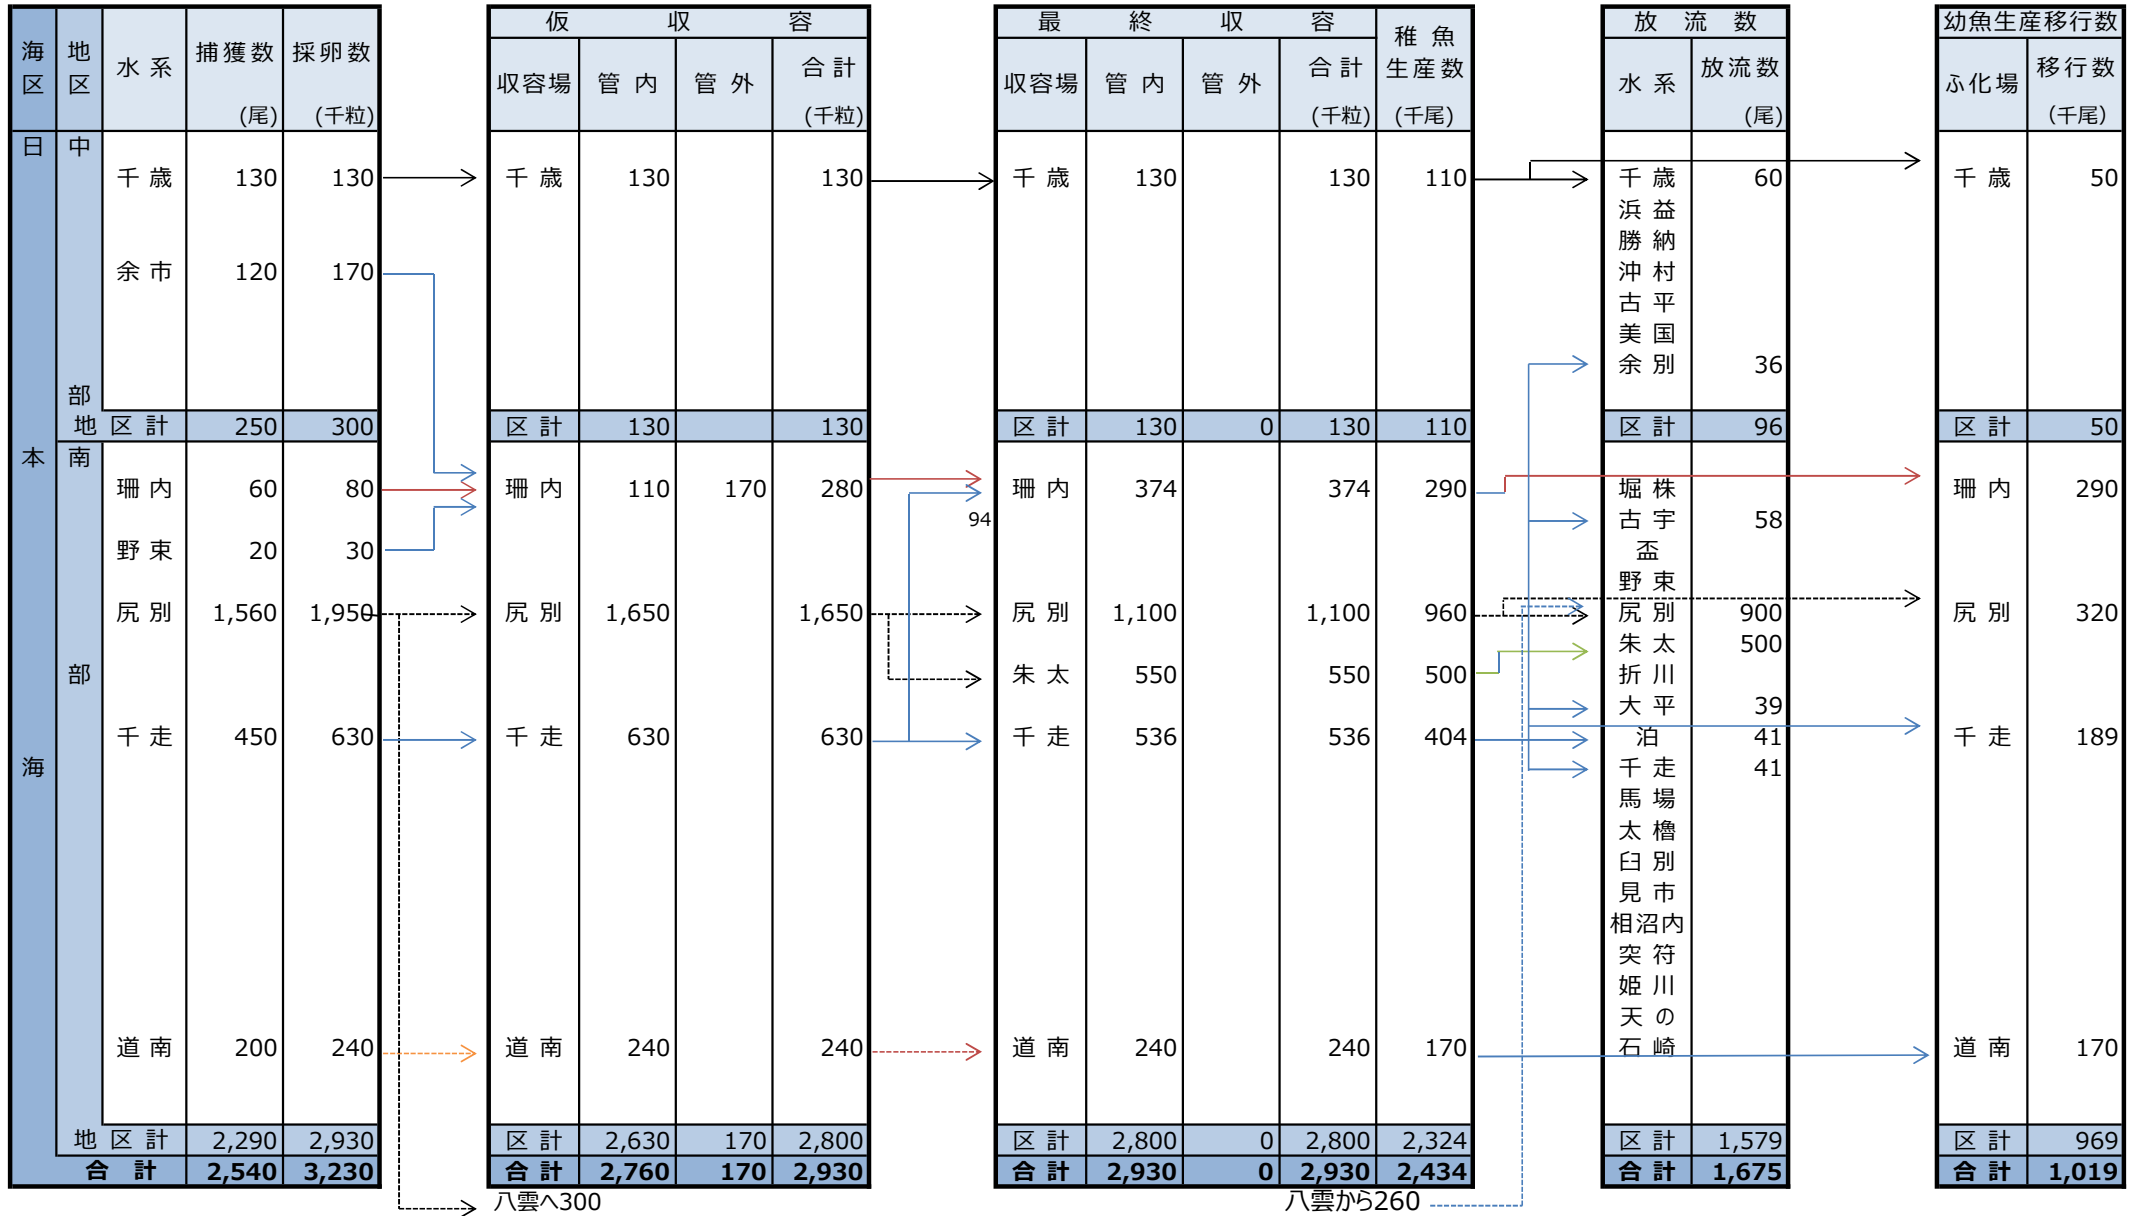 仮 収 容 最 終 収 容 放 流 数 幼魚生産移行数
海区 地区 水系 捕獲数 (尾) 採卵数 (千粒) 収容場 管内 管外 合計 (千粒) 収容場 管内 管外 合計 (千粒) 稚魚生産数 (千尾) 水系 放流数 (尾) ふ化場 移行数 (千尾)
日 中
千歳 130 130 千歳 130 130 千歳 130 130 110 千歳 60 千歳 50
浜益
勝納
余市 120 170 沖村
古平
美国
余別 36
部
地区計 250 300 区計 130 130 区計 130 0 130 110 区計 96 区計 50
本 南
珊内 60 80 珊内 110 170 280 珊内 374 374 290 堀株 珊内 290
94 古宇 58
野束 20 30 盃
野束
尻別 1,560 1,950 尻別 1,650 1,650 尻別 1,100 1,100 960 尻別 900 尻別 320
朱太 500
部 朱太 550 550 500 折川
大平 39
千走 450 630 千走 630 630 千走 536 536 404 泊 41 千走 189
海 千走 41
馬場
太櫓
臼別
見市
相沼内
突符
姫川
天の
道南 200 240 道南 240 240 道南 240 240 170 石崎 道南 170
地区計 2,290 2,930 区計 2,630 170 2,800 区計 2,800 0 2,800 2,324 区計 1,579 区計 969
合計 2,540 3,230 合計 2,760 170 2,930 合計 2,930 0 2,930 2,434 合計 1,675 合計 1,019
八雲へ300 八雲から260